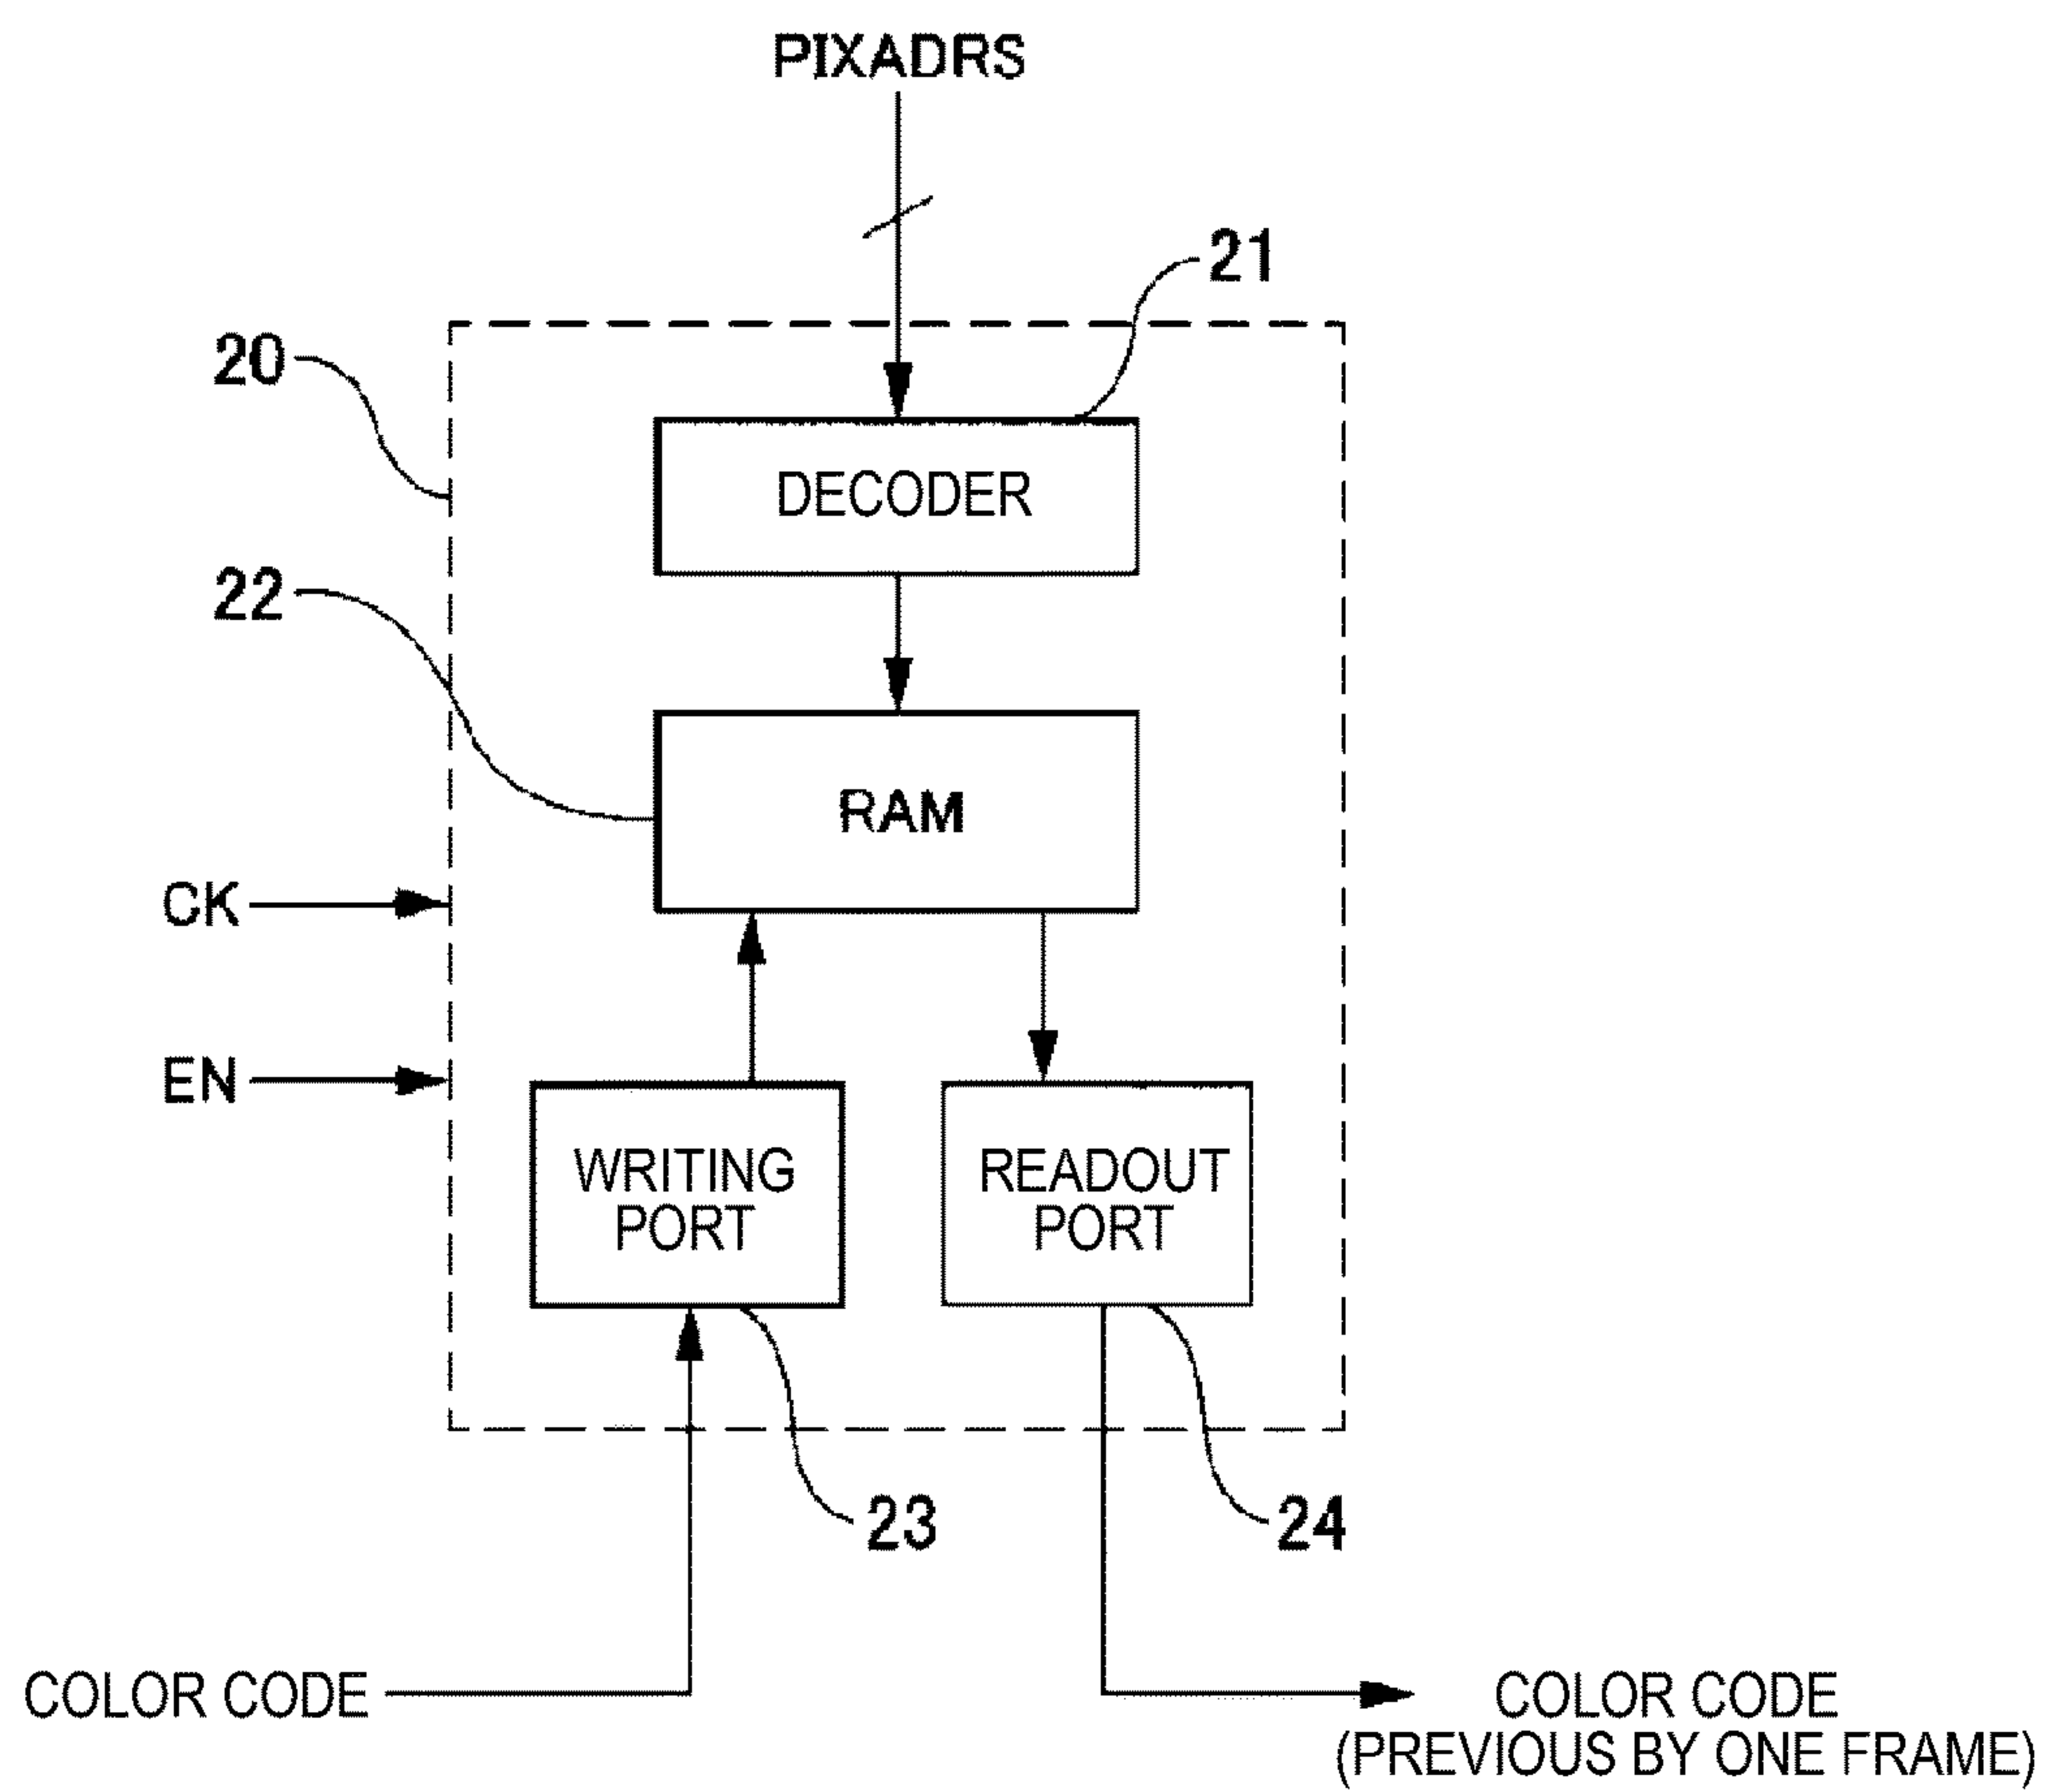 PIXADRS
21
20
DECODER
22
RAM
CK
EN
WRITING
PORT
READOUT
PORT
23
24
COLOR CODE
COLOR CODE
(PREVIOUS BY ONE FRAME)